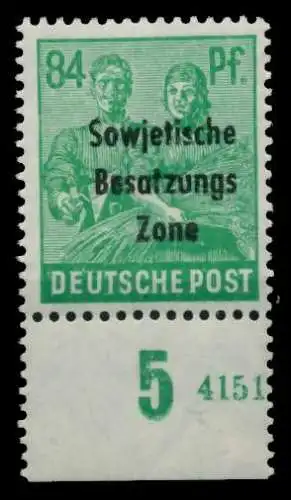 84 Pf.
Sowjetische
Besatzungs
Zone
DEUTSCHE POST
5 4151